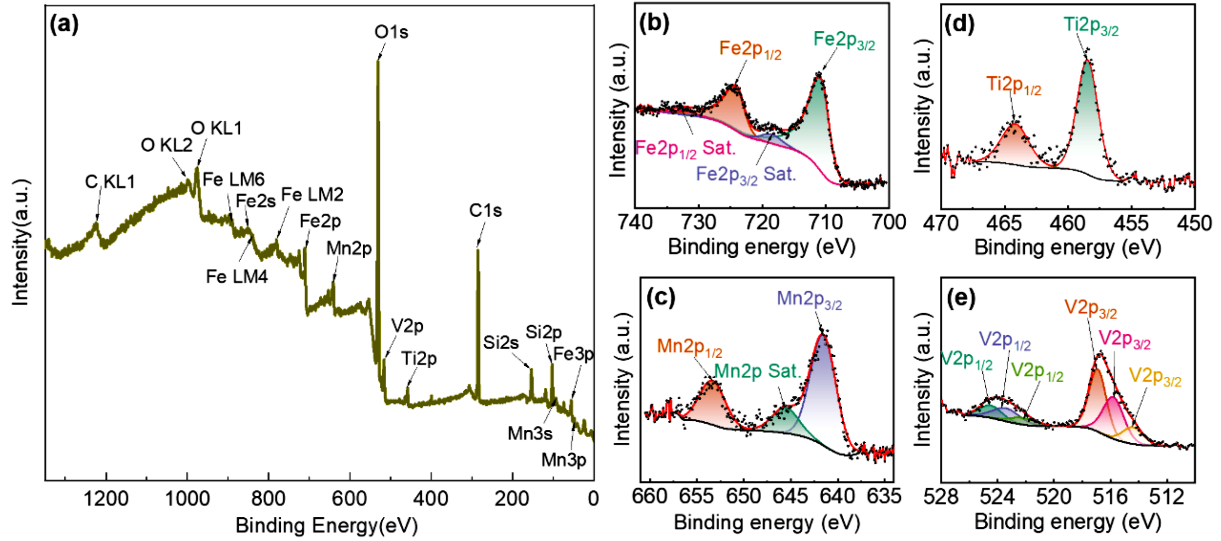 (a)
O1s
O KL1
O KL2
C KL1
Fe LM6
Fe2s
Fe LM2
Fe2p
Fe LM4
Mn2p
C1s
V2p
Ti2p
Si2s
Si2p
Fe3p
Mn3s
Mn3p
Intensity(a.u.)
1200 1000 800 600 400 200 0
Binding Energy(eV)
(b)
Fe2p3/2
Fe2p1/2
Fe2p1/2 Sat.
Fe2p3/2 Sat.
Intensity (a.u.)
740 730 720 710 700
Binding energy (eV)
(d)
Ti2p3/2
Ti2p1/2
Intensity (a.u.)
470 465 460 455 450
Binding energy (eV)
(c)
Mn2p3/2
Mn2p1/2
Mn2p Sat.
Intensity (a.u.)
660 655 650 645 640 635
Binding energy (eV)
(e)
V2p3/2
V2p1/2
V2p3/2
V2p1/2
V2p1/2
V2p3/2
Intensity (a.u.)
528 524 520 516 512
Binding energy (eV)